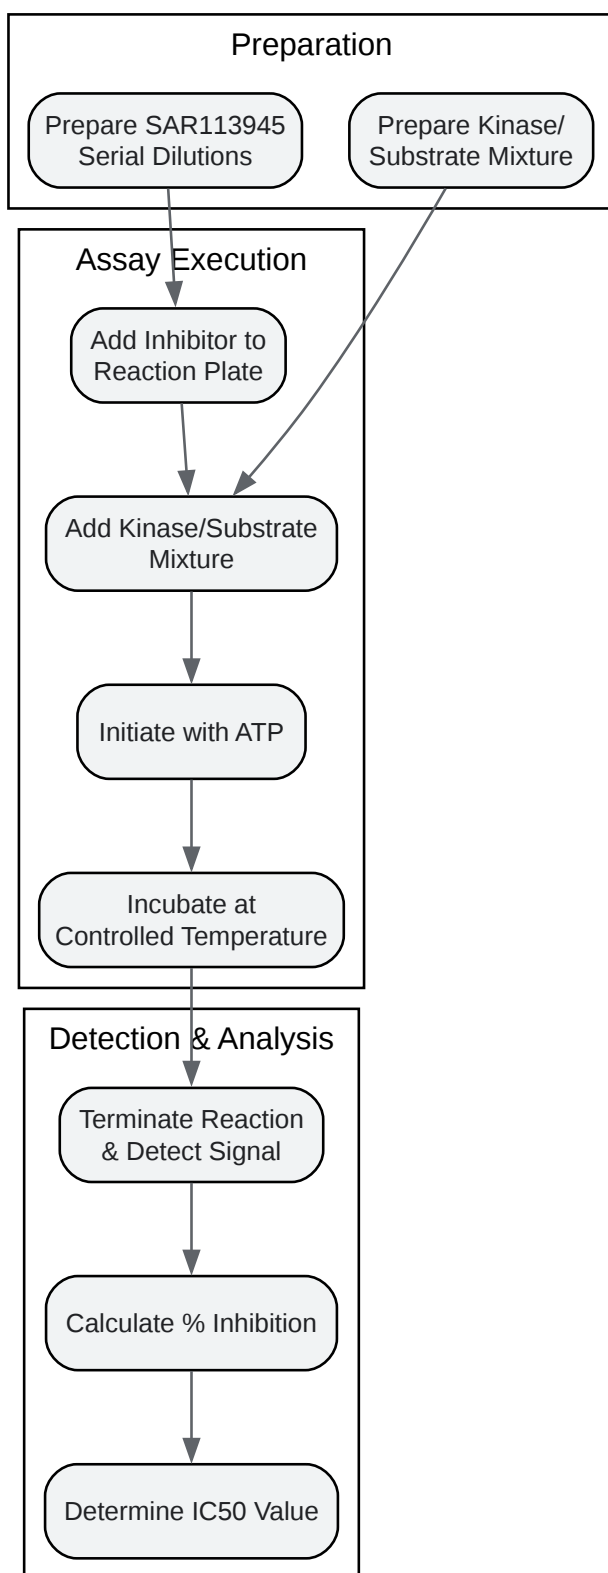 Preparation
Prepare SAR113945
Serial Dilutions
Prepare Kinase/
Substrate Mixture
Assay Execution
Add Inhibitor to
Reaction Plate
Add Kinase/Substrate
Mixture
Initiate with ATP
Incubate at
Controlled Temperature
Detection & Analysis
Terminate Reaction
& Detect Signal
Calculate % Inhibition
Determine IC50 Value